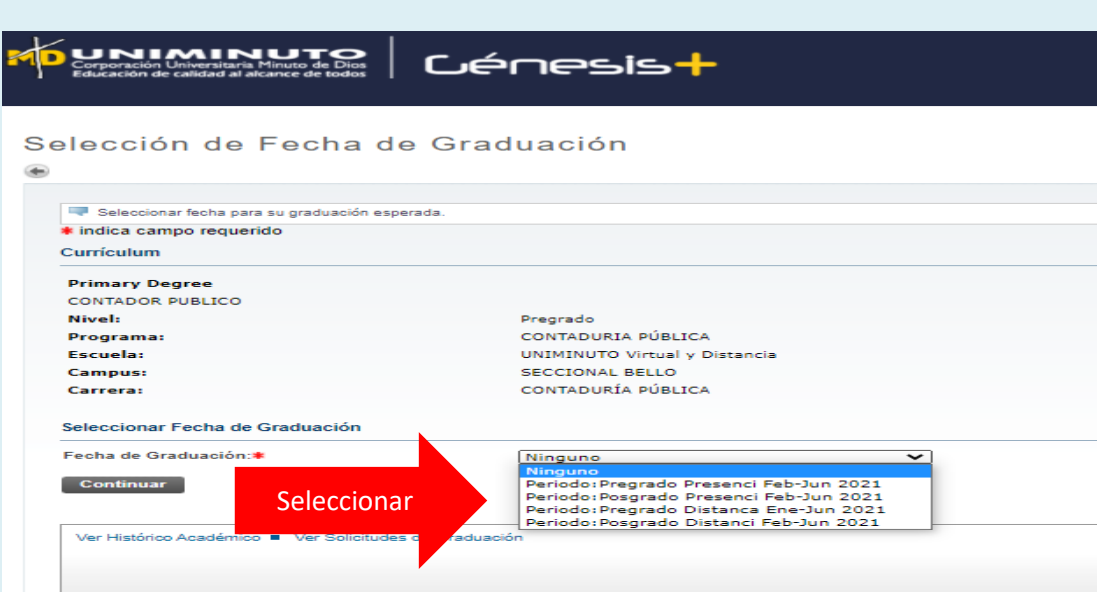 MD UNIMINUTO
Corporación Universitaria Minuto de Dios
Educación de calidad al alcance de todos
Génesis+
Selección de Fecha de Graduación
Seleccionar fecha para su graduación esperada.
* indica campo requerido
Currículum
Primary Degree
CONTADOR PUBLICO
Nivel: Pregrado
Programa: CONTADURIA PÚBLICA
Escuela: UNIMINUTO Virtual y Distancia
Campus: SECCIONAL BELLO
Carrera: CONTADURÍA PÚBLICA
Seleccionar Fecha de Graduación
Fecha de Graduación:* Ninguno
Ninguno
Periodo:Pregrado Presenci Feb-Jun 2021
Periodo:Posgrado Presenci Feb-Jun 2021
Periodo:Pregrado Distanca Ene-Jun 2021
Periodo:Posgrado Distanci Feb-Jun 2021
Continuar
Seleccionar
Ver Histórico Académico Ver Solicitudes de Graduación